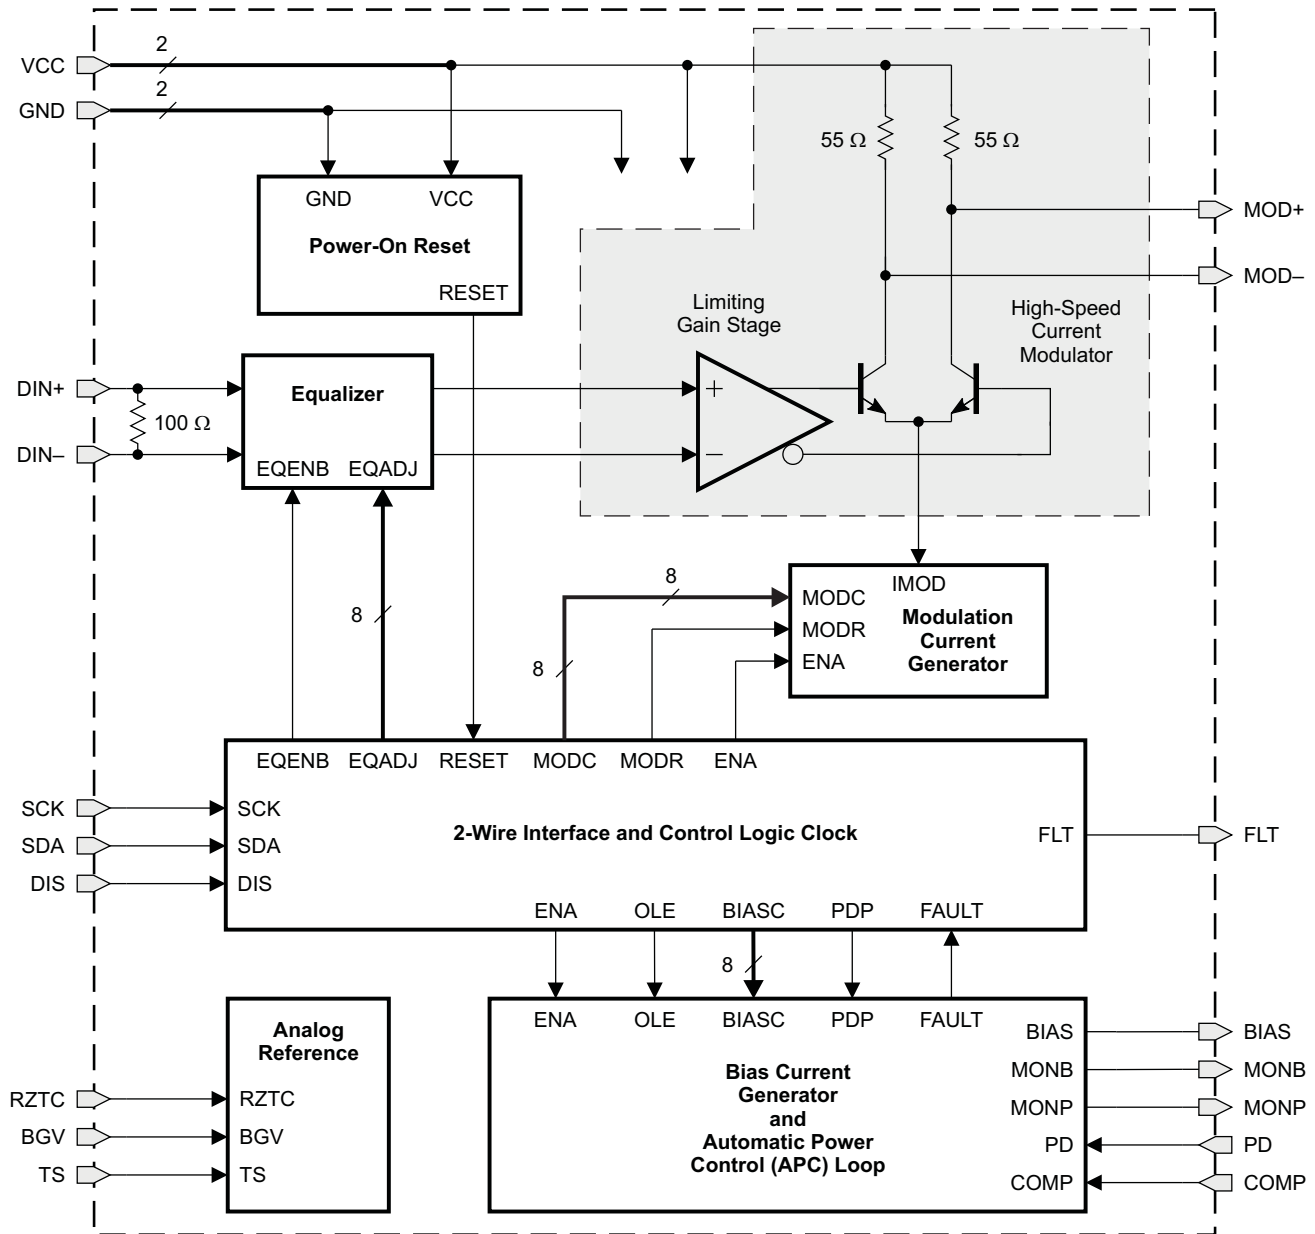 VCC
2
GND
2
55 Ω
55 Ω
GND
VCC
Power-On Reset
RESET
MOD+
MOD–
Limiting
Gain Stage
High-Speed
Current
Modulator
DIN+
DIN–
100 Ω
Equalizer
EQENB
EQADJ
+
–
8
8
8
IMOD
MODC
MODR
ENA
Modulation
Current
Generator
EQENB
EQADJ
RESET
MODC
MODR
ENA
SCK
SDA
DIS
SCK
SDA
DIS
2-Wire Interface and Control Logic Clock
FLT
FLT
ENA
OLE
BIASC
PDP
FAULT
8
ENA
OLE
BIASC
PDP
FAULT
Analog
Reference
RZTC
BGV
TS
RZTC
BGV
TS
Bias Current
Generator
and
Automatic Power
Control (APC) Loop
BIAS
MONB
MONP
PD
COMP
BIAS
MONB
MONP
PD
COMP